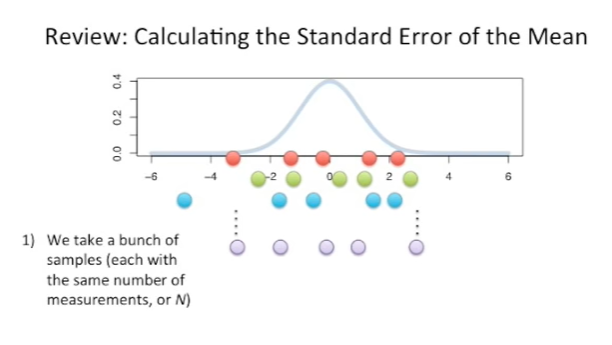 Review: Calculating the Standard Error of the Mean
0.4
0.2
0.0
-6 -4 -2 0 2 4 6
1) We take a bunch of
samples (each with
the same number of
measurements, or N)